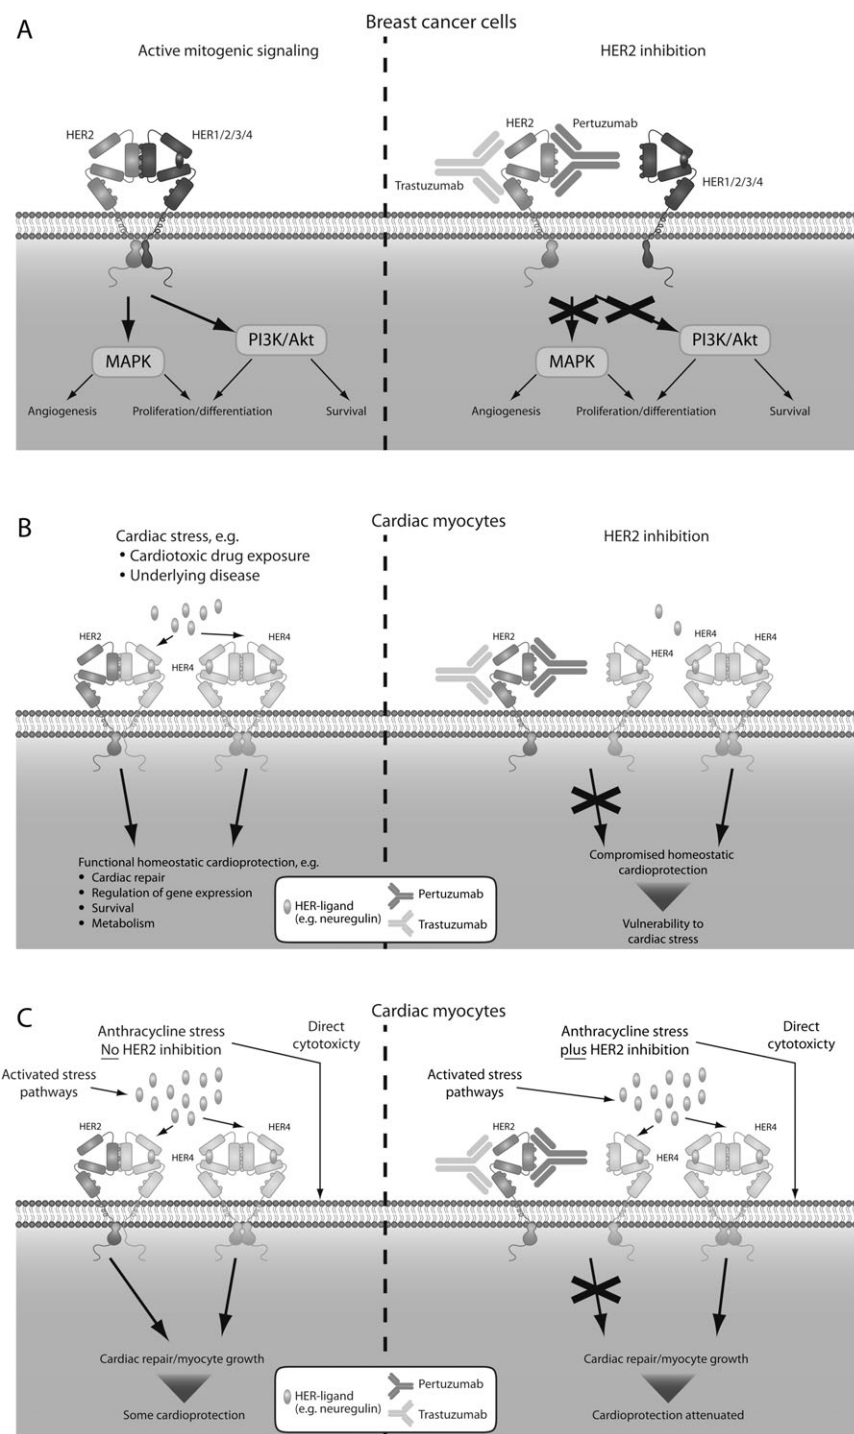 A
Breast cancer cells
Active mitogenic signaling
HER2 inhibition
HER2
HER1/2/3/4
HER2
Pertuzumab
Trastuzumab
HER1/2/3/4
MAPK
PI3K/Akt
MAPK
PI3K/Akt
Angiogenesis
Proliferation/differentiation
Survival
Angiogenesis
Proliferation/differentiation
Survival
B
Cardiac myocytes
Cardiac stress, e.g.
• Cardiotoxic drug exposure
• Underlying disease
HER2 inhibition
HER2
HER4
HER4
HER2
HER4
HER4
HER4
Functional homeostatic cardioprotection, e.g.
• Cardiac repair
• Regulation of gene expression
• Survival
• Metabolism
HER-ligand
(e.g. neuregulin)
Pertuzumab
Trastuzumab
Compromised homeostatic
cardioprotection
Vulnerability to
cardiac stress
C
Cardiac myocytes
Anthracycline stress
No HER2 inhibition
Direct
cytotoxicty
Activated stress
pathways
HER2
HER4
HER4
Anthracycline stress
plus HER2 inhibition
Direct
cytotoxicty
Activated stress
pathways
HER2
HER4
HER4
Cardiac repair/myocyte growth
Some cardioprotection
HER-ligand
(e.g. neuregulin)
Pertuzumab
Trastuzumab
Cardiac repair/myocyte growth
Cardioprotection attenuated